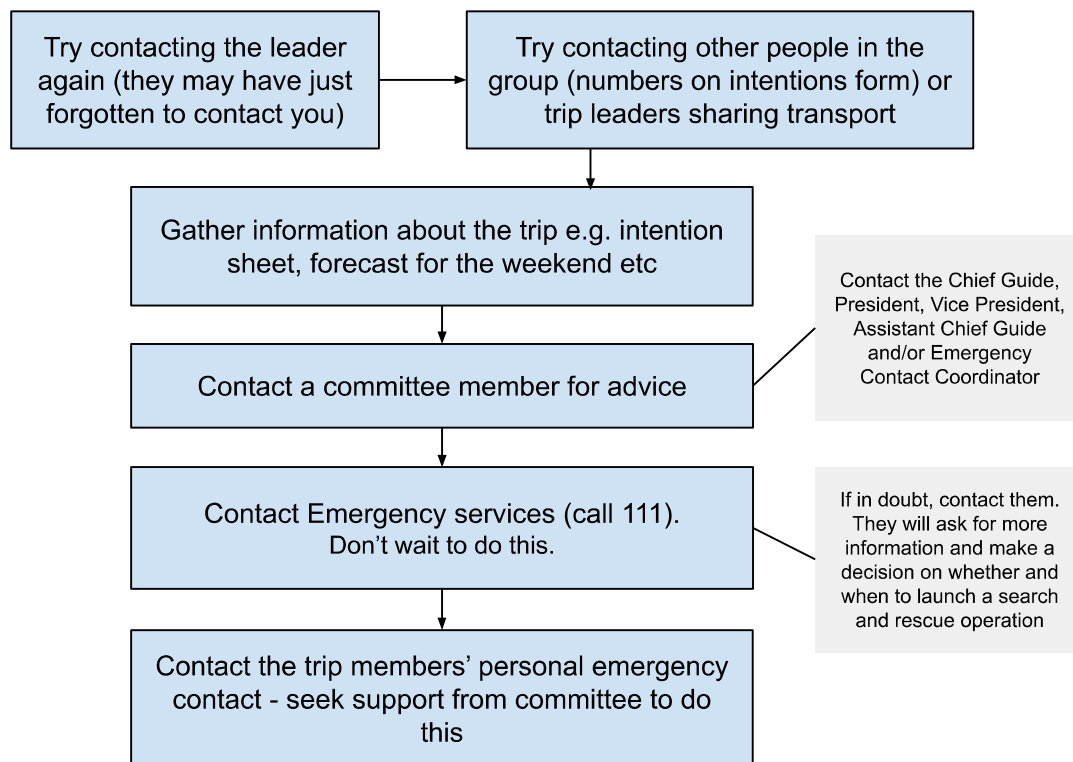 Try contacting the leader
again (they may have just
forgotten to contact you)
Try contacting other people in the
group (numbers on intentions form) or
trip leaders sharing transport
Gather information about the trip e.g. intention
sheet, forecast for the weekend etc
Contact a committee member for advice
Contact the Chief Guide,
President, Vice President,
Assistant Chief Guide
and/or Emergency
Contact Coordinator
Contact Emergency services (call 111).
Don’t wait to do this.
If in doubt, contact them.
They will ask for more
information and make a
decision on whether and
when to launch a search
and rescue operation
Contact the trip members’ personal emergency
contact - seek support from committee to do
this